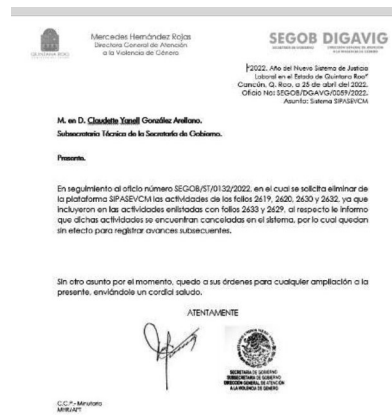 QUINTANA ROO
Mercedes Hernández Rojas
Directora General de Atención
a la Violencia de Género
SEGOB DIGAVIG
"2022, Año del Nuevo Sistema de Justicia
Laboral en el Estado de Quintana Roo"
Cancún, Q. Roo, a 25 de abril del 2022.
Oficio No: SEGOB/DGAVG/0559/2022.
Asunto: Sistema SIPASEVCM
M. en D. Claudette Yanell González Arellano.
Subsecretaria Técnica de la Secretaría de Gobierno.
Presente.
En seguimiento al oficio número SEGOB/ST/0132/2022, en el cual se solicita eliminar de
la plataforma SIPASEVCM las actividades de los folios 2619, 2620, 2630 y 2632, ya que
incluyeron en las actividades enlistadas con folios 2633 y 2629, al respecto le informo
que dichas actividades se encuentran canceladas en el sistema, por lo cual quedan
sin efecto para registrar avances subsecuentes.
Sin otro asunto por el momento, quedo a sus órdenes para cualquier ampliación a la
presente, enviándole un cordial saludo.
ATENTAMENTE
SECRETARÍA DE GOBIERNO
SUBSECRETARÍA DE GOBIERNO
DIRECCIÓN GENERAL DE ATENCIÓN
A LA VIOLENCIA DE GÉNERO
C.C.P.- Minutario